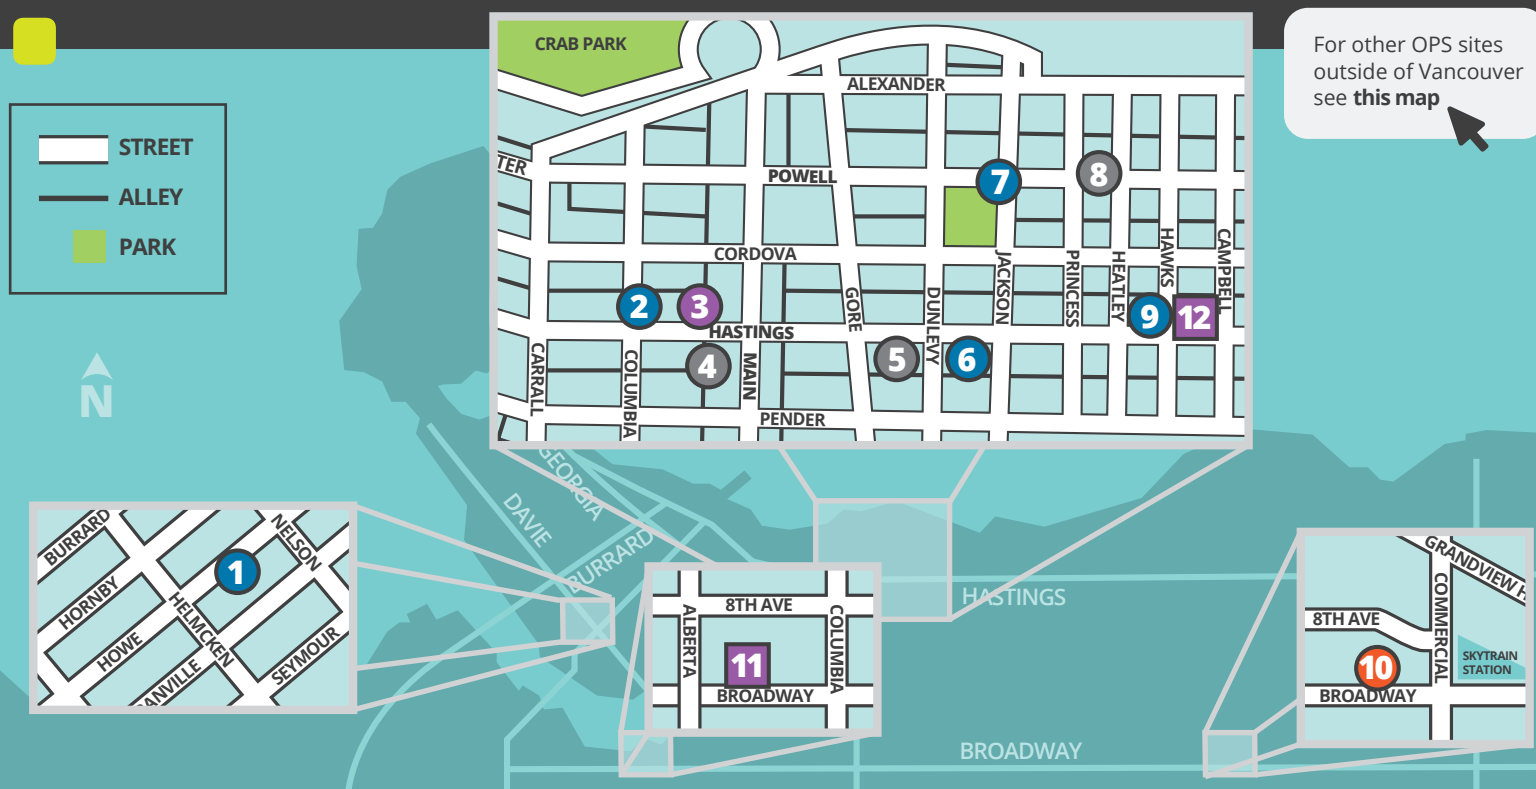 For other OPS sites
outside of Vancouver
see this map
STREET
ALLEY
PARK
N
CRAB PARK
ALEXANDER
TER
POWELL
7
8
CORDOVA
2
3
HASTINGS
4
5
6
9
12
PENDER
CARRALL
COLUMBIA
MAIN
GORE
DUNLEVY
JACKSON
PRINCESS
HEATLEY
HAWKS
CAMPBELL
GEORGIA
DAVIE
BURRARD
HASTINGS
BROADWAY
BURRARD
NELSON
1
HORNBY
HELMCKEN
HOWE
SEYMOUR
ANVILLE
8TH AVE
ALBERTA
COLUMBIA
11
BROADWAY
GRANDVIEW H
COMMERCIAL
8TH AVE
SKYTRAIN
STATION
10
BROADWAY